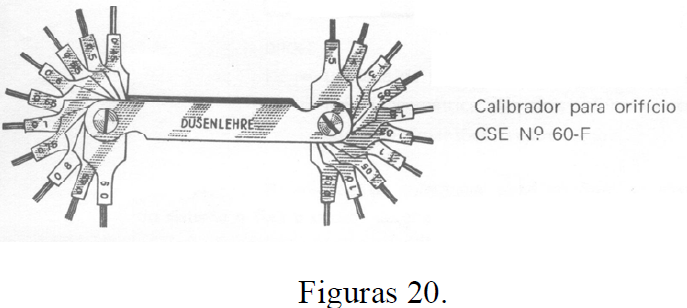 DÜSENLEHRE
Calibrador para orifício
CSE Nº 60-F
Figuras 20.